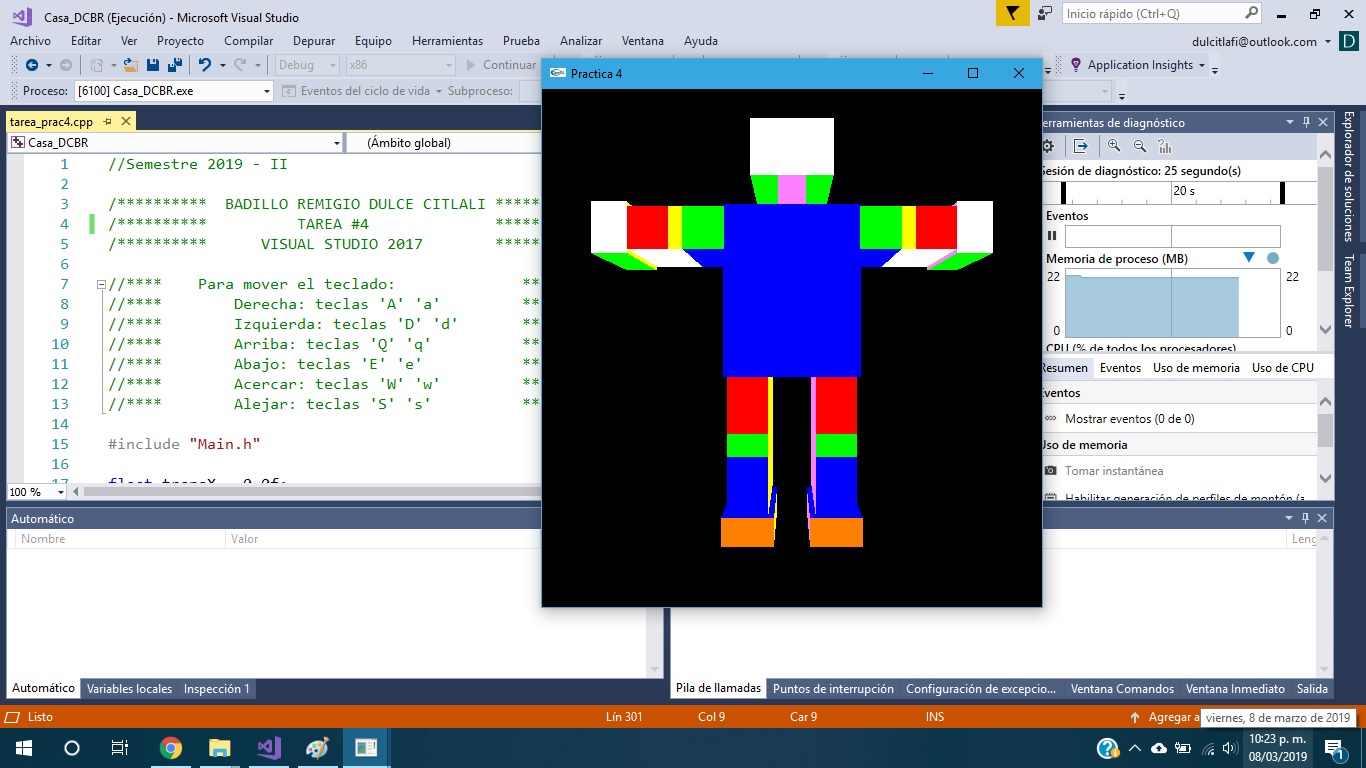 Casa_DCBR (Ejecución) - Microsoft Visual Studio
Inicio rápido (Ctrl+Q)
Archivo Editar Ver Proyecto Compilar Depurar Equipo Herramientas Prueba Analizar Ventana Ayuda
dulcitlafi@outlook.com D
Debug x86 Continuar
Application Insights
Proceso: [6100] Casa_DCBR.exe Eventos del ciclo de vida Subproceso:
Practica 4
tarea_prac4.cpp
Casa_DCBR (Ámbito global)
1 //Semestre 2019 - II
2
3 /********** BADILLO REMIGIO DULCE CITLALI ******
4 /********** TAREA #4 ******
5 /********** VISUAL STUDIO 2017 ******
6
7 //**** Para mover el teclado: **
8 //**** Derecha: teclas 'A' 'a' **
9 //**** Izquierda: teclas 'D' 'd' **
10 //**** Arriba: teclas 'Q' 'q' **
11 //**** Abajo: teclas 'E' 'e' **
12 //**** Acercar: teclas 'W' 'w' **
13 //**** Alejar: teclas 'S' 's' **
14
15 #include "Main.h"
16
17 float transX = 0.0f;
100 %
erramientas de diagnóstico
Sesión de diagnóstico: 25 segundo(s)
20 s
Eventos
Memoria de proceso (MB)
22 22
0 0
CPU (% de todos los procesadores)
Resumen Eventos Uso de memoria Uso de CPU
Eventos
Mostrar eventos (0 de 0)
Uso de memoria
Tomar instantánea
Habilitar generación de perfiles de montón (a
Explorador de soluciones
Team Explorer
Automático
Nombre Valor
Leng
Automático Variables locales Inspección 1
Pila de llamadas Puntos de interrupción Configuración de excepcio... Ventana Comandos Ventana Inmediato Salida
Listo Lín 301 Col 9 Car 9 INS Agregar a
viernes, 8 de marzo de 2019
10:23 p. m.
08/03/2019
1